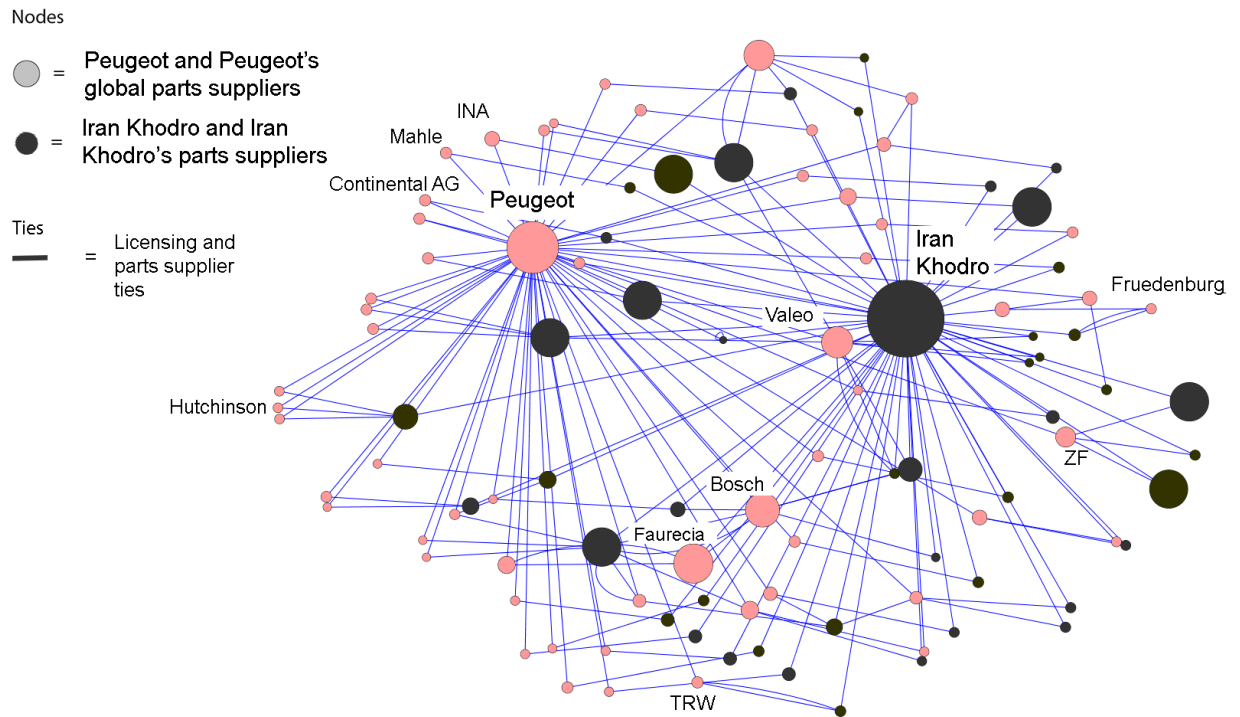 Nodes
= Peugeot and Peugeot's
global parts suppliers
= Iran Khodro and Iran
Khodro's parts suppliers
Ties
= Licensing and
parts supplier
ties
INA
Mahle
Continental AG
Peugeot
Iran
Khodro
Fruedenburg
Valeo
Hutchinson
ZF
Bosch
Faurecia
TRW